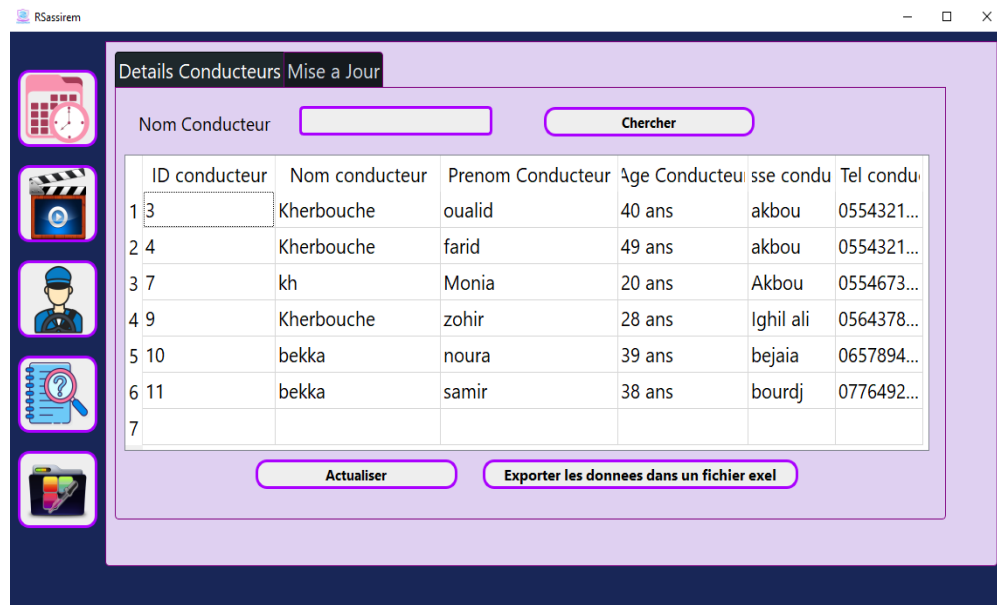 RSassirem
Details Conducteurs Mise a Jour
Nom Conducteur Chercher
ID conducteur Nom conducteur Prenom Conducteur Age Conducteur sse condu Tel condu
1 3 Kherbouche oualid 40 ans akbou 0554321...
2 4 Kherbouche farid 49 ans akbou 0554321...
3 7 kh Monia 20 ans Akbou 0554673...
4 9 Kherbouche zohir 28 ans Ighil ali 0564378...
5 10 bekka noura 39 ans bejaia 0657894...
6 11 bekka samir 38 ans bourdj 0776492...
7
Actualiser Exporter les donnees dans un fichier exel